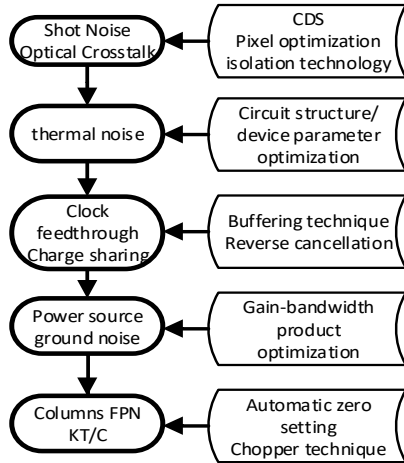 Shot Noise
Optical Crosstalk
CDS
Pixel optimization
isolation technology
thermal noise
Circuit structure/
device parameter
optimization
Clock
feedthrough
Charge sharing
Buffering technique
Reverse cancellation
Power source
ground noise
Gain-bandwidth
product
optimization
Columns FPN
KT/C
Automatic zero
setting
Chopper technique